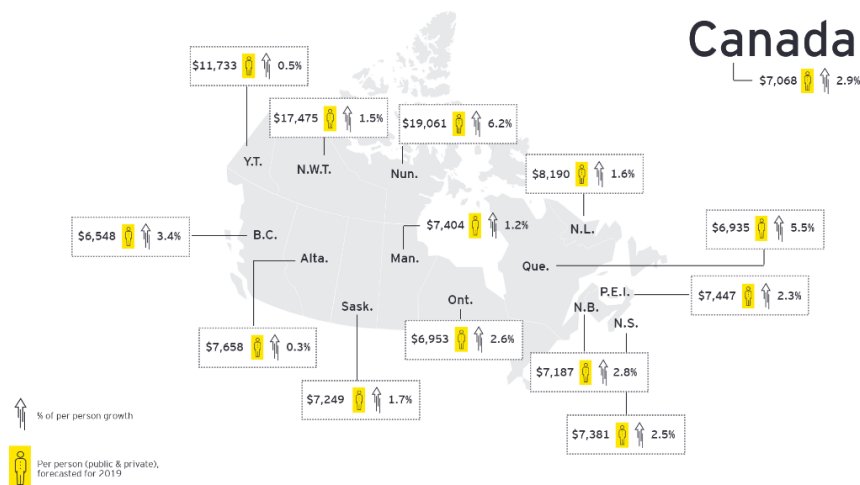 Canada
$7,068 2.9%
$11,733 0.5%
Y.T.
$17,475 1.5%
N.W.T.
$19,061 6.2%
Nun.
$8,190 1.6%
N.L.
$6,548 3.4%
B.C.
Alta.
$7,404 1.2%
Man.
$6,935 5.5%
Que.
$7,658 0.3%
Sask.
$7,249 1.7%
Ont.
$6,953 2.6%
P.E.I.
$7,447 2.3%
N.B.
$7,187 2.8%
N.S.
$7,381 2.5%
% of per person growth
Per person (public & private),
forecasted for 2019